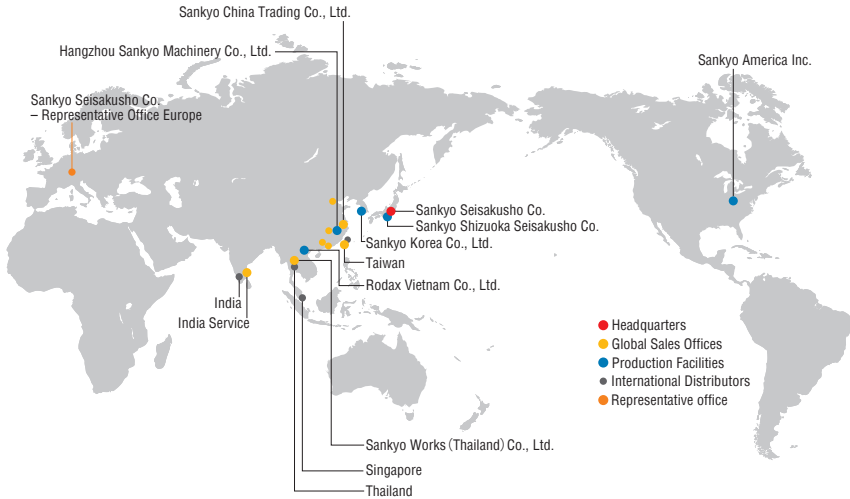 Sankyo China Trading Co., Ltd.
Hangzhou Sankyo Machinery Co., Ltd.
Sankyo America Inc.
Sankyo Seisakusho Co.
– Representative Office Europe
Sankyo Seisakusho Co.
Sankyo Shizuoka Seisakusho Co.
Sankyo Korea Co., Ltd.
Taiwan
Rodax Vietnam Co., Ltd.
India
India Service
Headquarters
Global Sales Offices
Production Facilities
International Distributors
Representative office
Sankyo Works (Thailand) Co., Ltd.
Singapore
Thailand